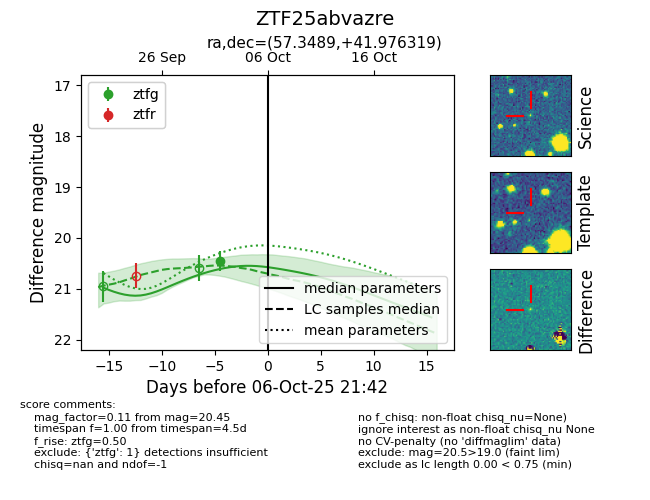 ZTF25abvazre
ra,dec=(57.3489,+41.976319)
26 Sep 06 Oct 16 Oct
17
18
19
20
21
22
Difference magnitude
ztfg
ztfr
median parameters
LC samples median
mean parameters
−15 −10 −5 0 5 10 15
Days before 06-Oct-25 21:42
Science
Template
Difference
score comments:
mag_factor=0.11 from mag=20.45
timespan f=1.00 from timespan=4.5d
f_rise: ztfg=0.50
exclude: {'ztfg': 1} detections insufficient
chisq=nan and ndof=-1
no f_chisq: non-float chisq_nu=None)
ignore interest as non-float chisq_nu None
no CV-penalty (no 'diffmaglim' data)
exclude: mag=20.5>19.0 (faint lim)
exclude as lc length 0.00 < 0.75 (min)